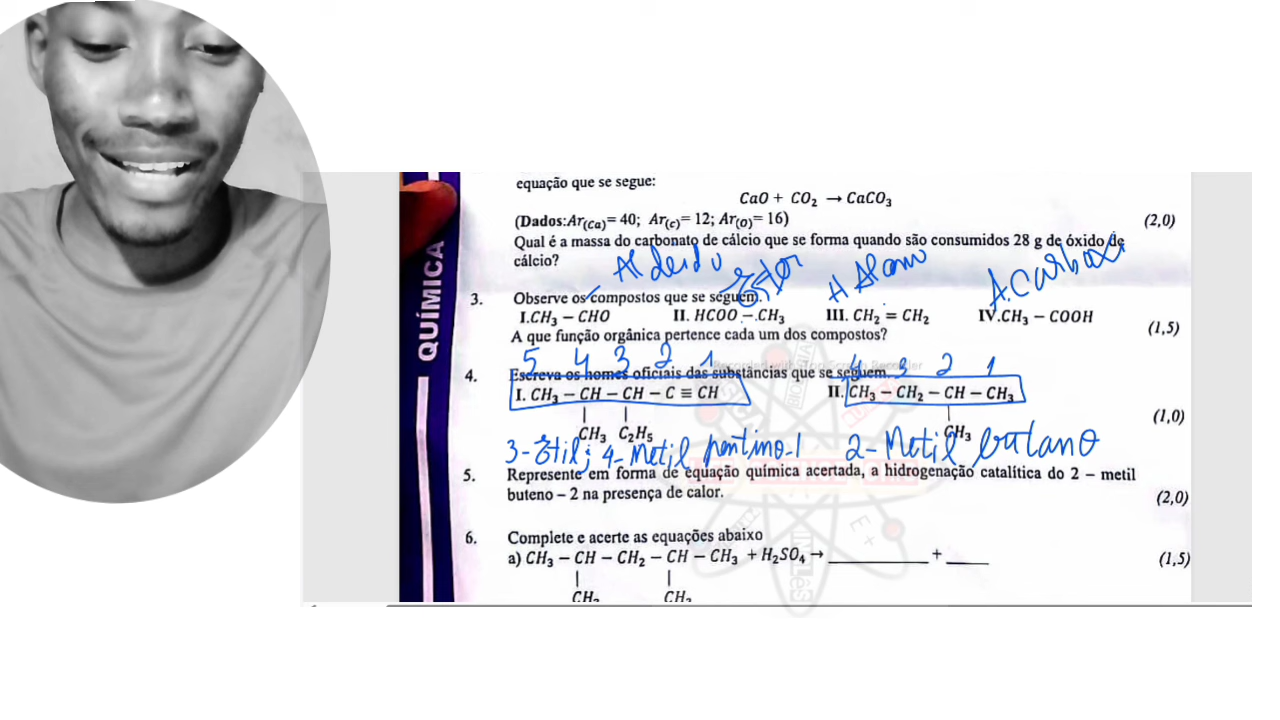 equação que se segue:
CaO + CO₂ → CaCO₃
(Dados:Ar(Ca)= 40; Ar(c)= 12; Ar(O)= 16) (2,0)
Qual é a massa do carbonato de cálcio que se forma quando são consumidos 28 g de óxido de
cálcio?
Aldeido Éster A. Carboxi
3. Observe os compostos que se seguem.
I.CH₃ − CHO II. HCOO − CH₃ III. CH₂ = CH₂ IV.CH₃ − COOH
A que função orgânica pertence cada um dos compostos? (1,5)
5 4 3 2 1 4 3 2 1
4. Escreva os nomes oficiais das substâncias que se seguem.
I. CH₃ − CH − CH − C ≡ CH II. CH₃ − CH₂ − CH − CH₃
| | |
(1,0)
CH₃ C₂H₅ CH₃
3-Etil; 4-Metil pentino-1 2-Metil butano
5. Represente em forma de equação química acertada, a hidrogenação catalítica do 2 – metil
buteno – 2 na presença de calor. (2,0)
6. Complete e acerte as equações abaixo
a) CH₃ − CH − CH₂ − CH − CH₃ + H₂SO₄ → __________ + ____ (1,5)
| |
CH₃ CH₃
QUÍMICA